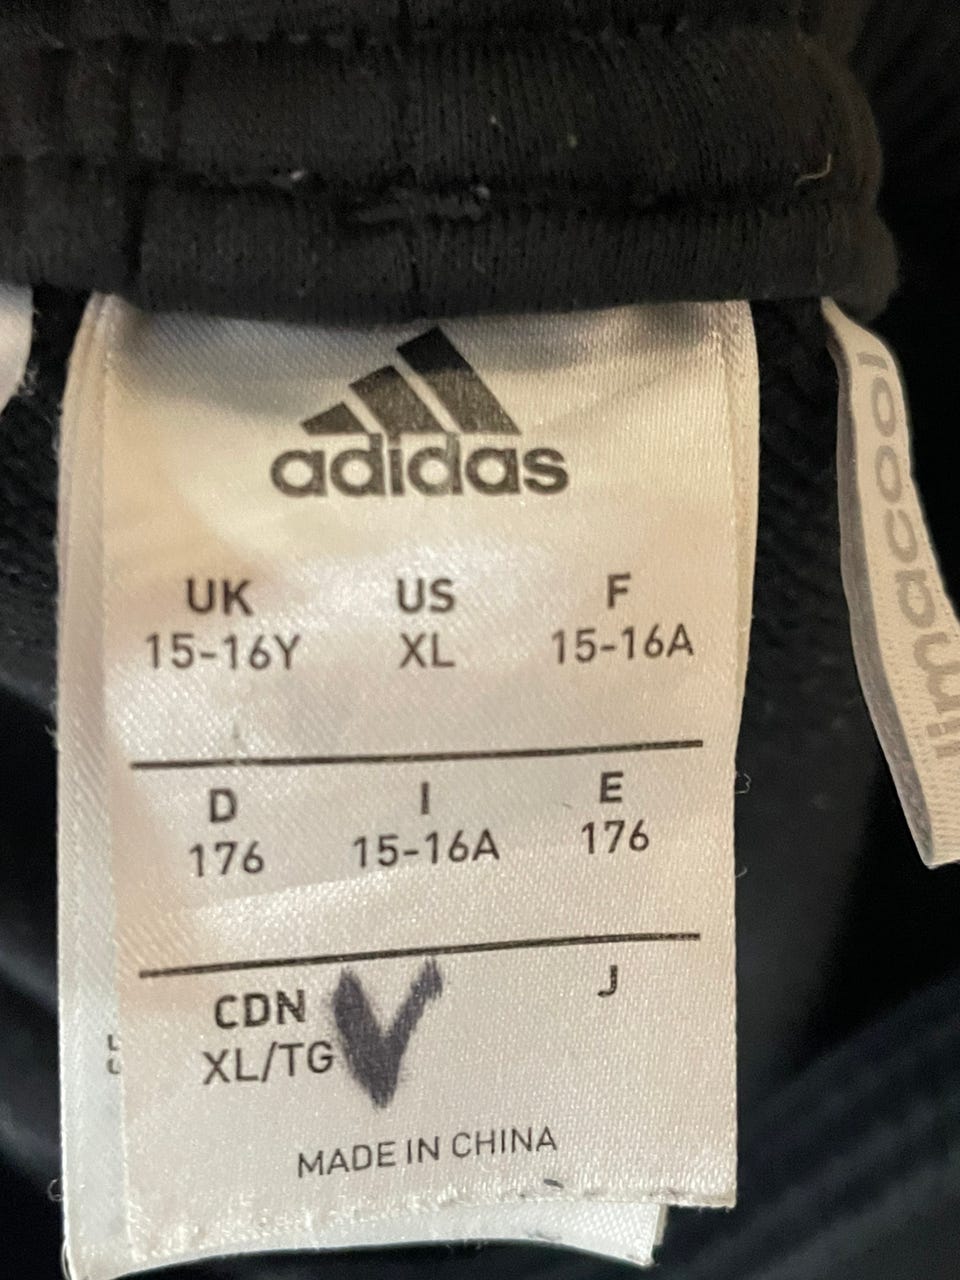 adidas
UK US F
15-16Y XL 15-16A
D I E
176 15-16A 176
CDN J
XL/TG
MADE IN CHINA
climacool